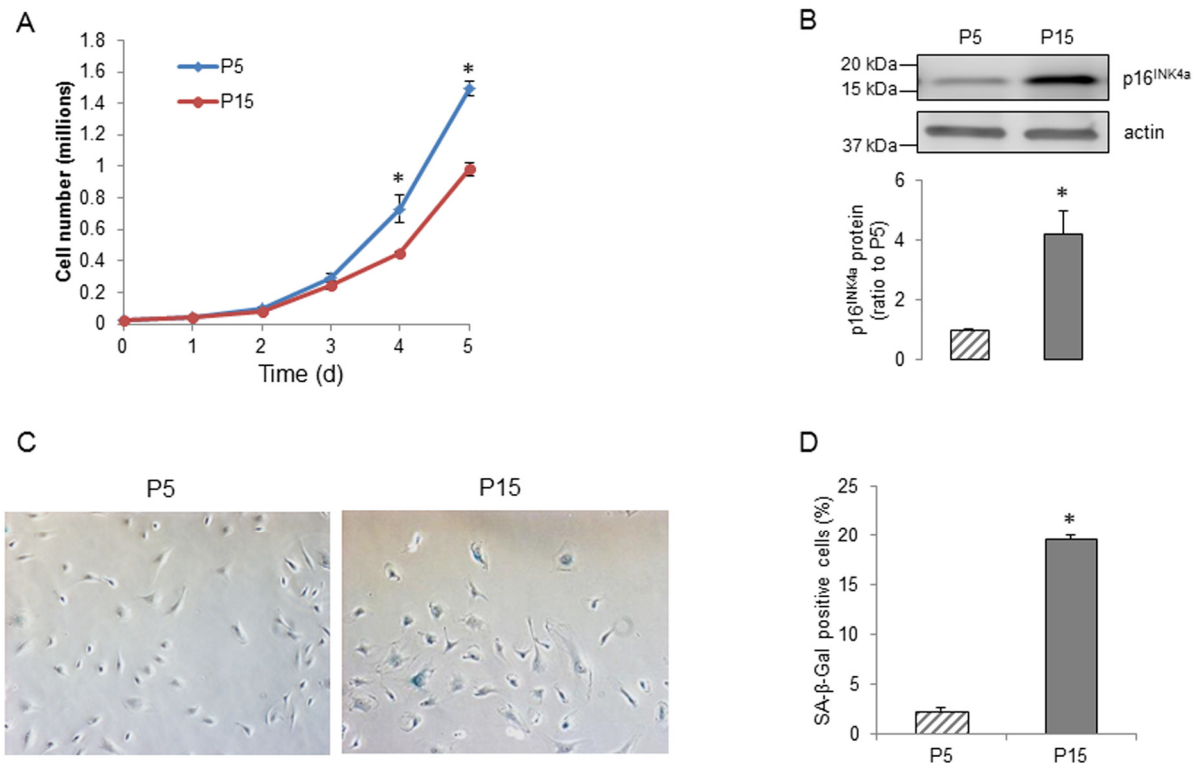 A
1.8
1.6
1.4
1.2
1
0.8
0.6
0.4
0.2
0
P5
P15
*
*
0 1 2 3 4 5
Cell number (millions)
Time (d)
B
P5 P15
20 kDa
15 kDa
p16INK4a
37 kDa
actin
6
4
2
0
*
p16INK4a protein
(ratio to P5)
C
P5 P15
D
25
20
15
10
5
0
*
SA-β-Gal positive cells (%)
P5 P15